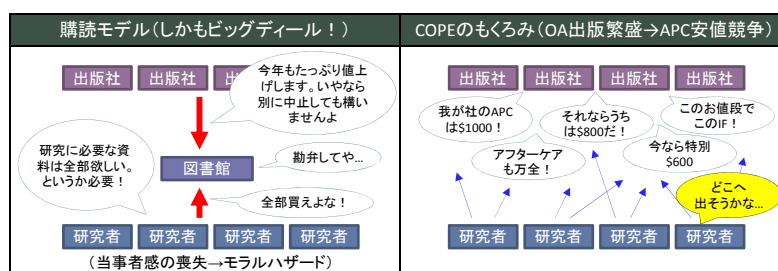 購読モデル(しかもビッグディール！)
出版社 出版社 出版社
今年もたっぷり値上
げします。いやなら
別に中止しても構い
ませんよ
研究に必要な資
料は全部欲しい。
というか必要！
図書館
勘弁してや…
全部買えよな！
研究者 研究者 研究者 研究者
(当事者感の喪失→モラルハザード)
COPEのもくろみ(OA出版繁盛→APC安値競争)
出版社 出版社 出版社 出版社
我が社のAPC
は$1000！
それならうち
は$800だ！
このお値段で
このIF！
アフターケア
も万全！
今なら特別
$600
どこへ
出そうかな…
研究者 研究者 研究者 研究者